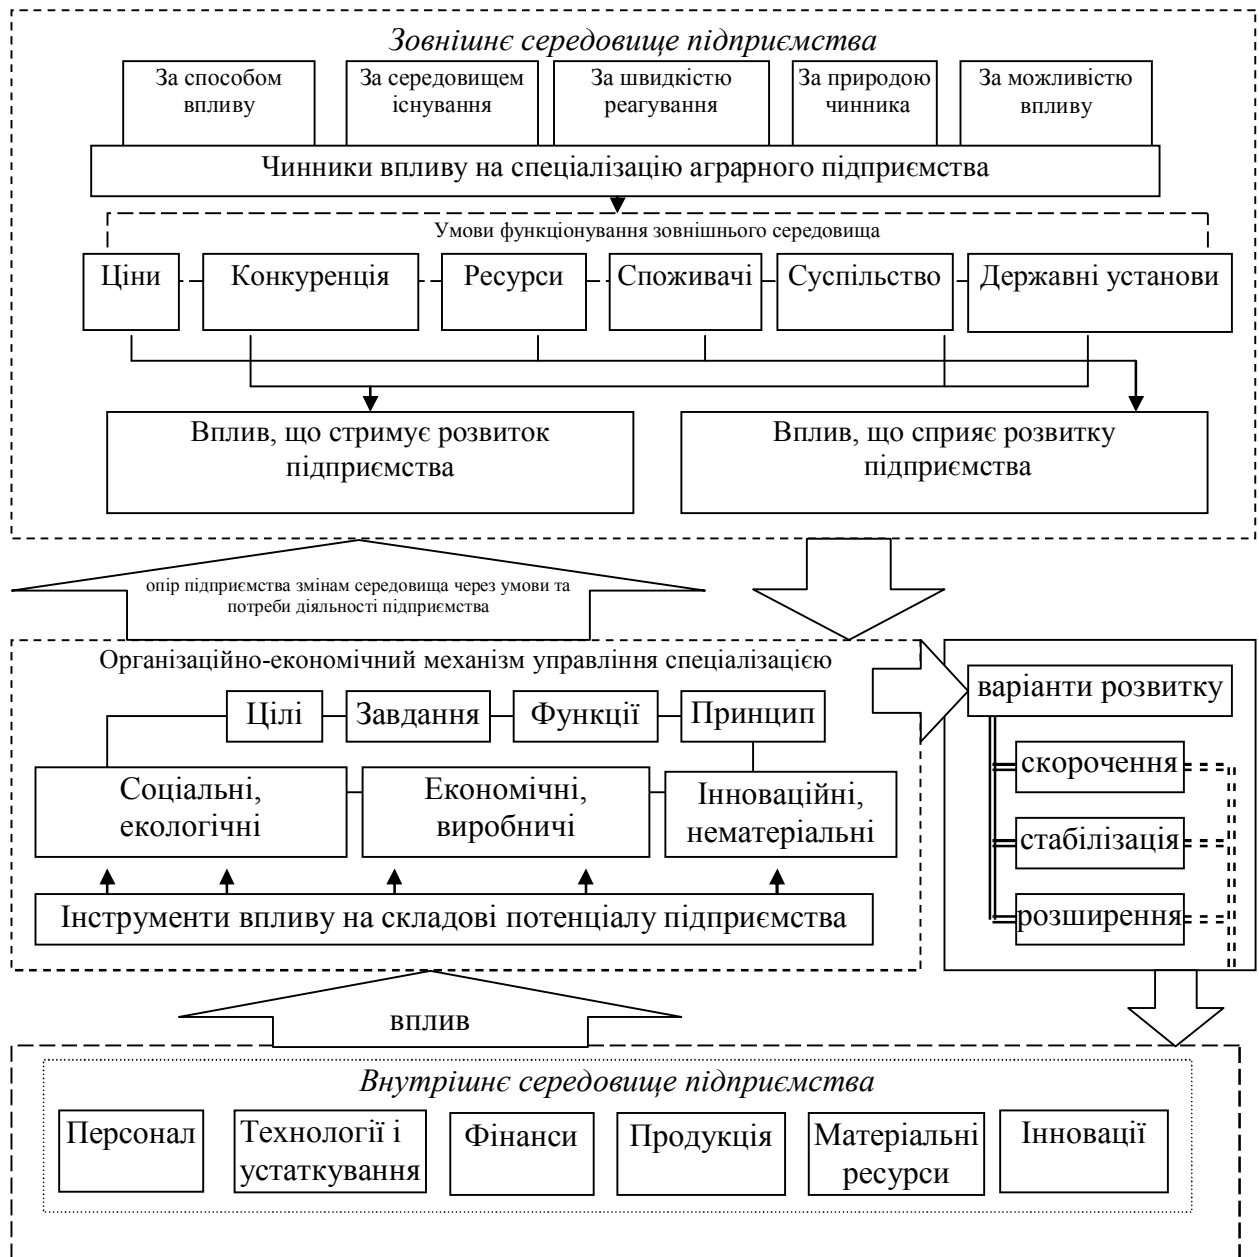 Зовнішнє середовище підприємства
За способом
впливу
За середовищем
існування
За швидкістю
реагування
За природою
чинника
За можливістю
впливу
Чинники впливу на спеціалізацію аграрного підприємства
Умови функціонування зовнішнього середовища
Ціни
Конкуренція
Ресурси
Споживачі
Суспільство
Державні установи
Вплив, що стримує розвиток
підприємства
Вплив, що сприяє розвитку
підприємства
опір підприємства змінам середовища через умови та
потреби діяльності підприємства
Організаційно-економічний механізм управління спеціалізацією
Цілі
Завдання
Функції
Принцип
Соціальні,
екологічні
Економічні,
виробничі
Інноваційні,
нематеріальні
Інструменти впливу на складові потенціалу підприємства
варіанти розвитку
скорочення
стабілізація
розширення
вплив
Внутрішнє середовище підприємства
Персонал
Технології і
устаткування
Фінанси
Продукція
Матеріальні
ресурси
Інновації